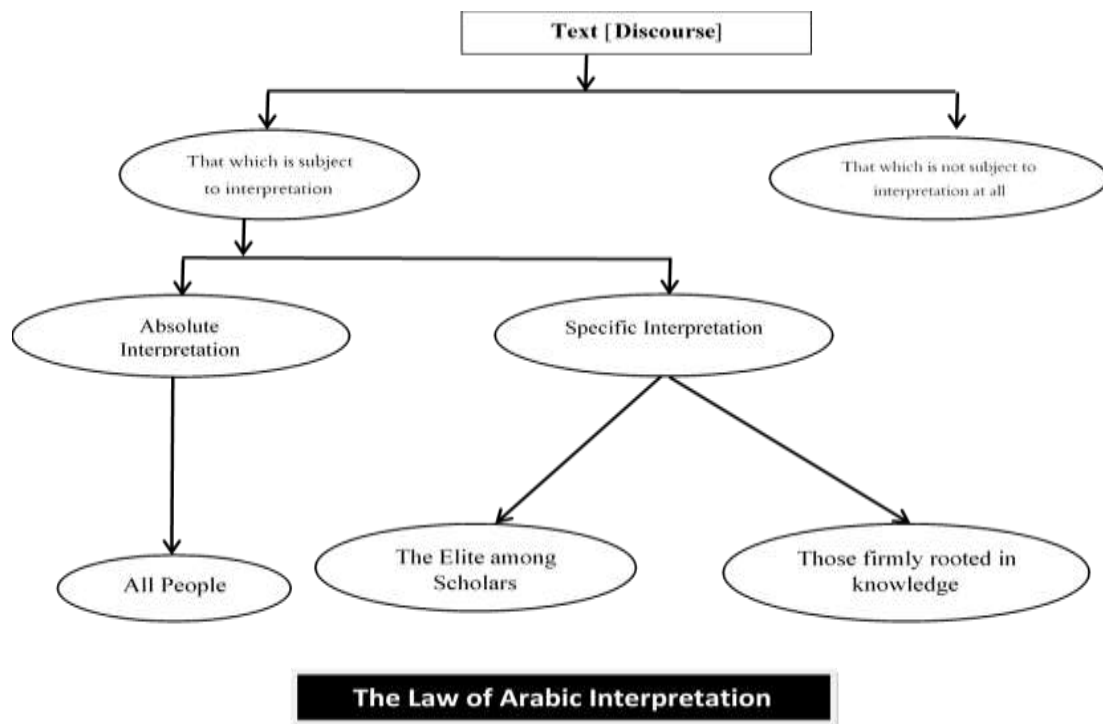 Text [Discourse]
That which is subject
to interpretation
That which is not subject to
interpretation at all
Absolute
Interpretation
Specific Interpretation
All People
The Elite among
Scholars
Those firmly rooted in
knowledge
The Law of Arabic Interpretation